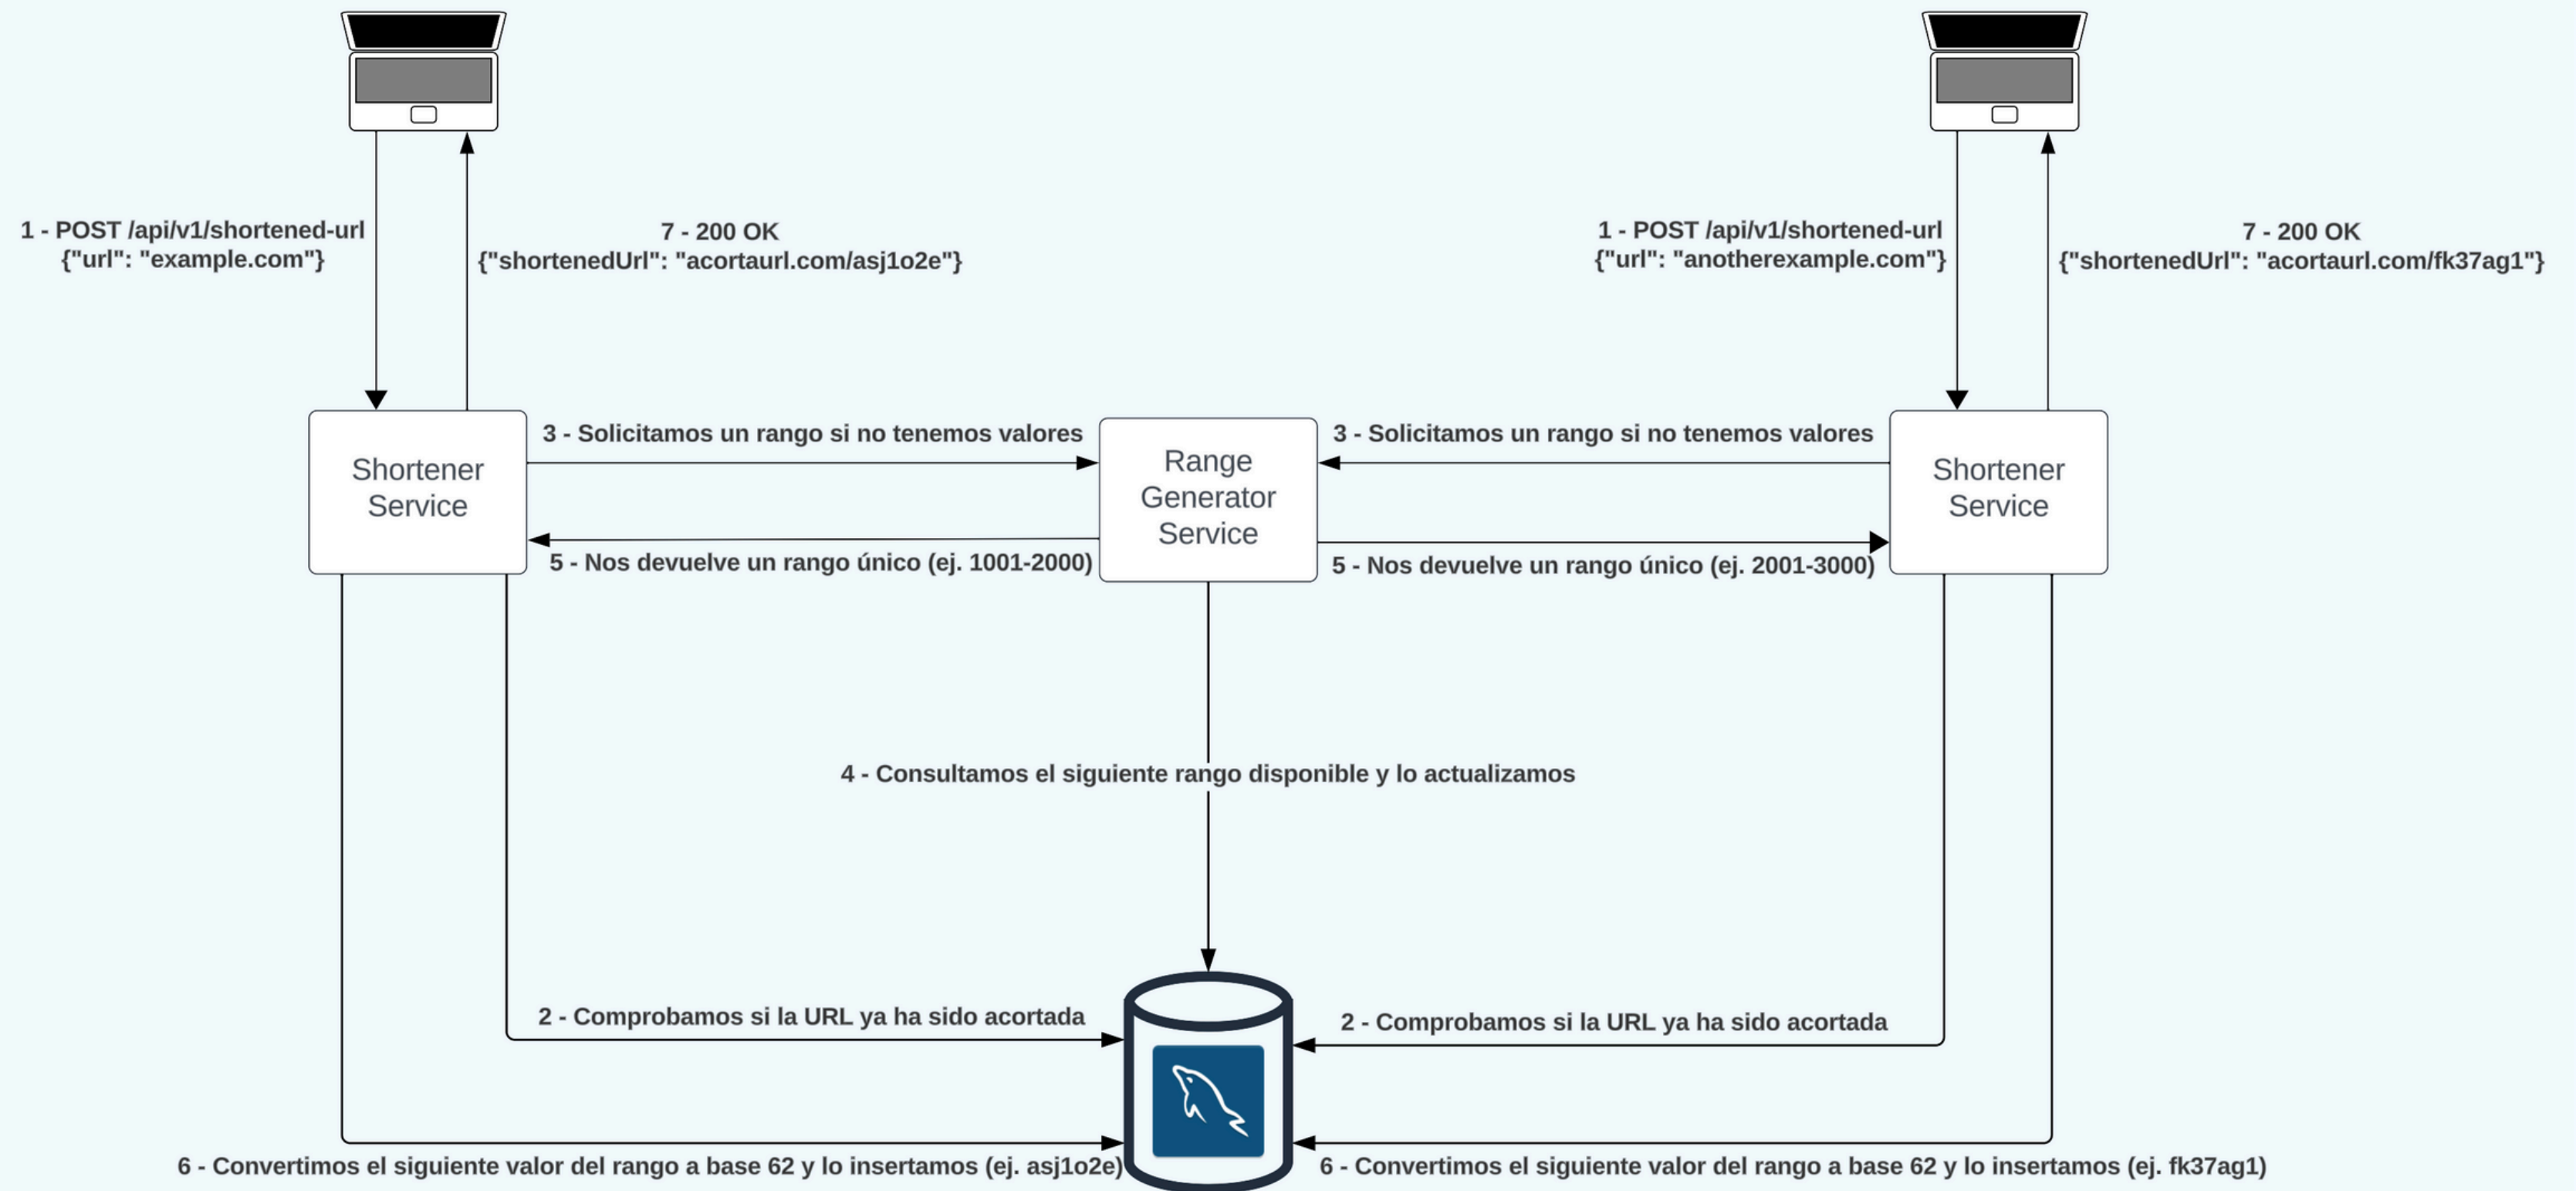 1 - POST /api/v1/shortened-url
{"url": "example.com"}
7 - 200 OK
{"shortenedUrl": "acortaurl.com/asj1o2e"}
1 - POST /api/v1/shortened-url
{"url": "anotherexample.com"}
7 - 200 OK
{"shortenedUrl": "acortaurl.com/fk37ag1"}
Shortener
Service
3 - Solicitamos un rango si no tenemos valores
5 - Nos devuelve un rango único (ej. 1001-2000)
Range
Generator
Service
3 - Solicitamos un rango si no tenemos valores
5 - Nos devuelve un rango único (ej. 2001-3000)
Shortener
Service
4 - Consultamos el siguiente rango disponible y lo actualizamos
2 - Comprobamos si la URL ya ha sido acortada
2 - Comprobamos si la URL ya ha sido acortada
6 - Convertimos el siguiente valor del rango a base 62 y lo insertamos (ej. asj1o2e)
6 - Convertimos el siguiente valor del rango a base 62 y lo insertamos (ej. fk37ag1)